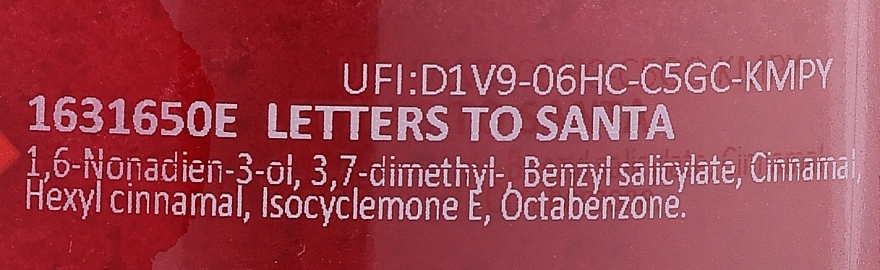 UFI:D1V9-06HC-C5GC-KMPY
1631650E LETTERS TO SANTA
1,6-Nonadien-3-ol, 3,7-dimethyl-, Benzyl salicylate, Cinnamal,
Hexyl cinnamal, Isocyclemone E, Octabenzone.